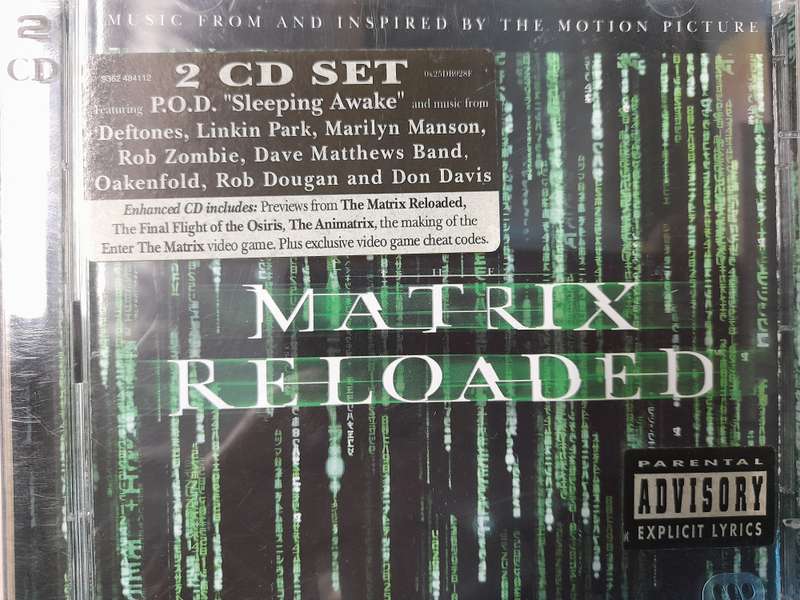 2
CD
MUSIC FROM AND INSPIRED BY THE MOTION PICTURE
9362 484112
2 CD SET
0x25DB928F
Featuring P.O.D. "Sleeping Awake" and music from
Deftones, Linkin Park, Marilyn Manson,
Rob Zombie, Dave Matthews Band,
Oakenfold, Rob Dougan and Don Davis
Enhanced CD includes: Previews from The Matrix Reloaded,
The Final Flight of the Osiris, The Animatrix, the making of the
Enter The Matrix video game. Plus exclusive video game cheat codes.
THE
MATRIX
RELOADED
PARENTAL
ADVISORY
EXPLICIT LYRICS